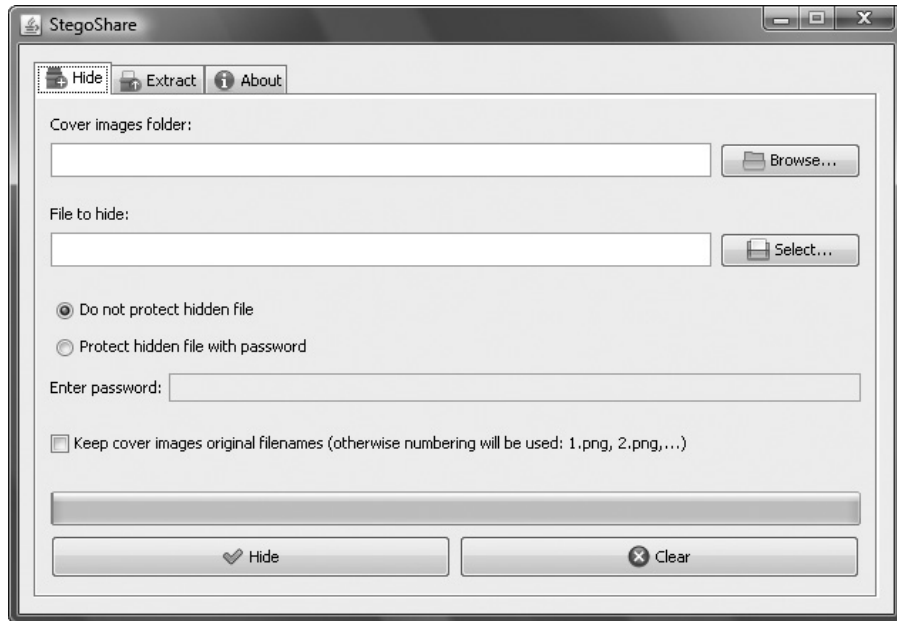 StegoShare
Hide Extract About
Cover images folder:
Browse...
File to hide:
Select...
Do not protect hidden file
Protect hidden file with password
Enter password:
Keep cover images original filenames (otherwise numbering will be used: 1.png, 2.png,...)
Hide Clear